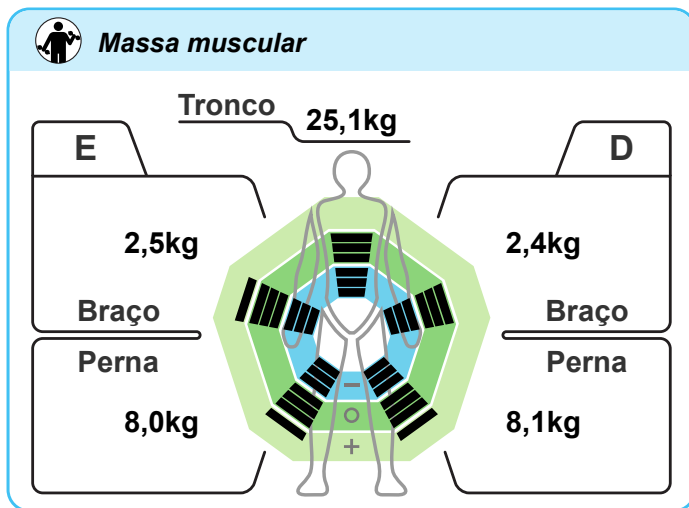 Massa muscular
Tronco 25,1kg
E
D
2,5kg
2,4kg
Braço
Braço
Perna
Perna
8,0kg
8,1kg
−
○
+